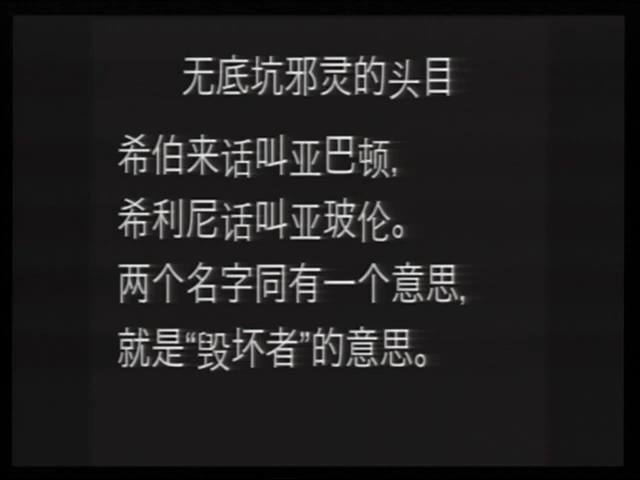 无底坑邪灵的头目
希伯来话叫亚巴顿,
希利尼话叫亚玻伦。
两个名字同有一个意思,
就是“毁坏者”的意思。